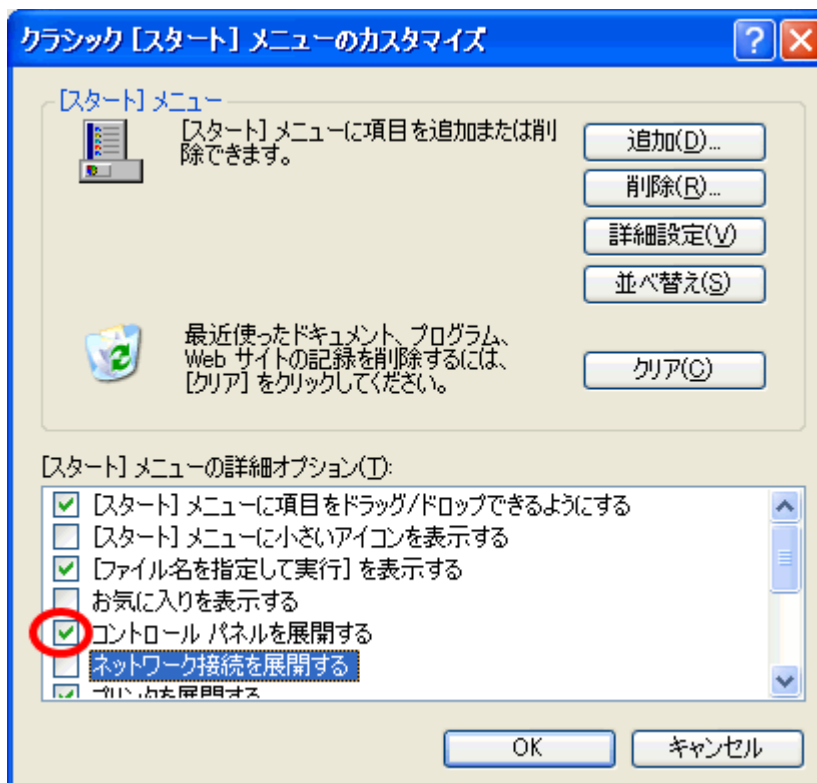 クラシック [スタート] メニューのカスタマイズ
[スタート] メニュー
[スタート] メニューに項目を追加または削
除できます。
追加(D)...
削除(R)...
詳細設定(V)
並べ替え(S)
最近使ったドキュメント、プログラム、
Web サイトの記録を削除するには、
[クリア] をクリックしてください。
クリア(C)
[スタート] メニューの詳細オプション(T):
[スタート] メニューに項目をドラッグ/ドロップできるようにする
[スタート] メニューに小さいアイコンを表示する
[ファイル名を指定して実行] を表示する
お気に入りを表示する
コントロール パネルを展開する
ネットワーク接続を展開する
プリンタを展開する
OK
キャンセル